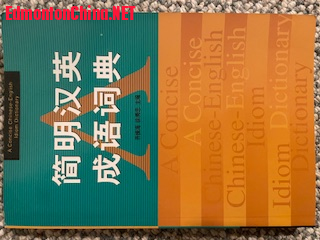 EdmontonChina.NET
简明汉英
成语词典
A Concise Chinese-English
Idiom Dictionary
A Concise
A Concise
Chinese-English
Chinese-English
Idiom
Idiom Dictionary
Dictionary